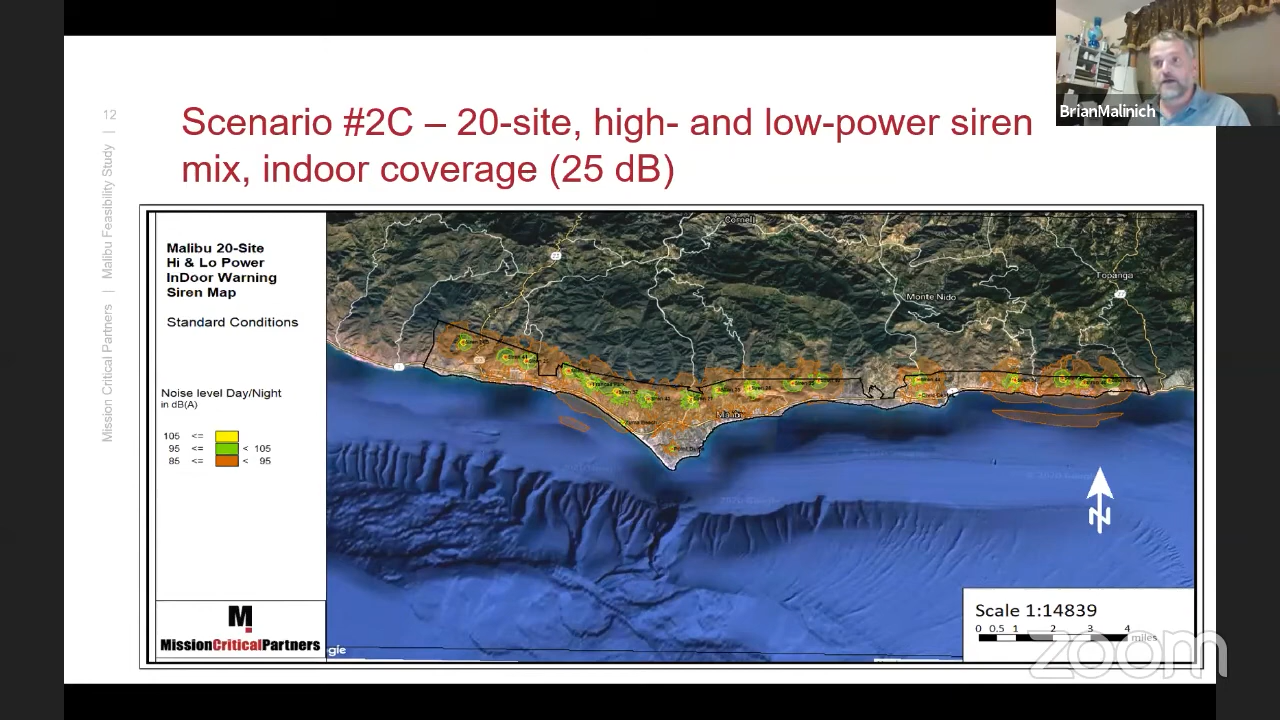 BrianMalinich
12
Mission Critical Partners | Malibu Feasibility Study |
Scenario #2C – 20-site, high- and low-power siren
mix, indoor coverage (25 dB)
Malibu 20-Site
Hi & Lo Power
InDoor Warning
Siren Map
Standard Conditions
Noise level Day/Night
in dB(A)
105 <=
95 <= < 105
85 <= < 95
Cornell
Topanga
Monte Nido
Malibu
N
M
MissionCriticalPartners
gle
Scale 1:14839
0 0.5 1 2 3 4
miles
zoom